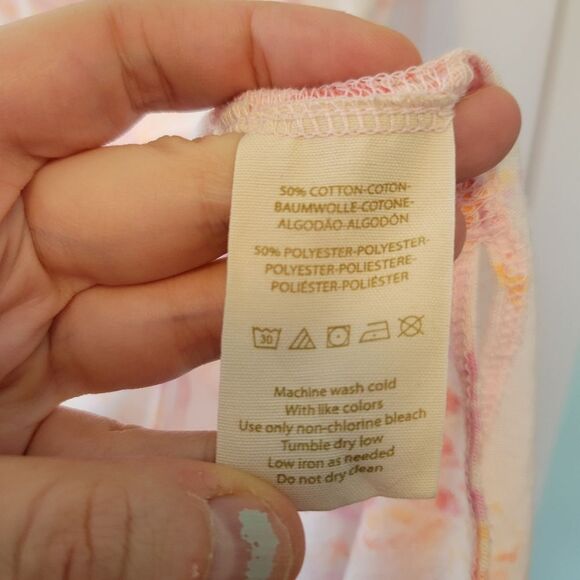 50% COTTON-COTON-
BAUMWOLLE-COTONE-
ALGODÃO-ALGODÓN
50% POLYESTER-POLYESTER-
POLYESTER-POLIESTERE-
POLIÉSTER-POLIÉSTER
30
Machine wash cold
With like colors
Use only non-chlorine bleach
Tumble dry low
Low iron as needed
Do not dry clean